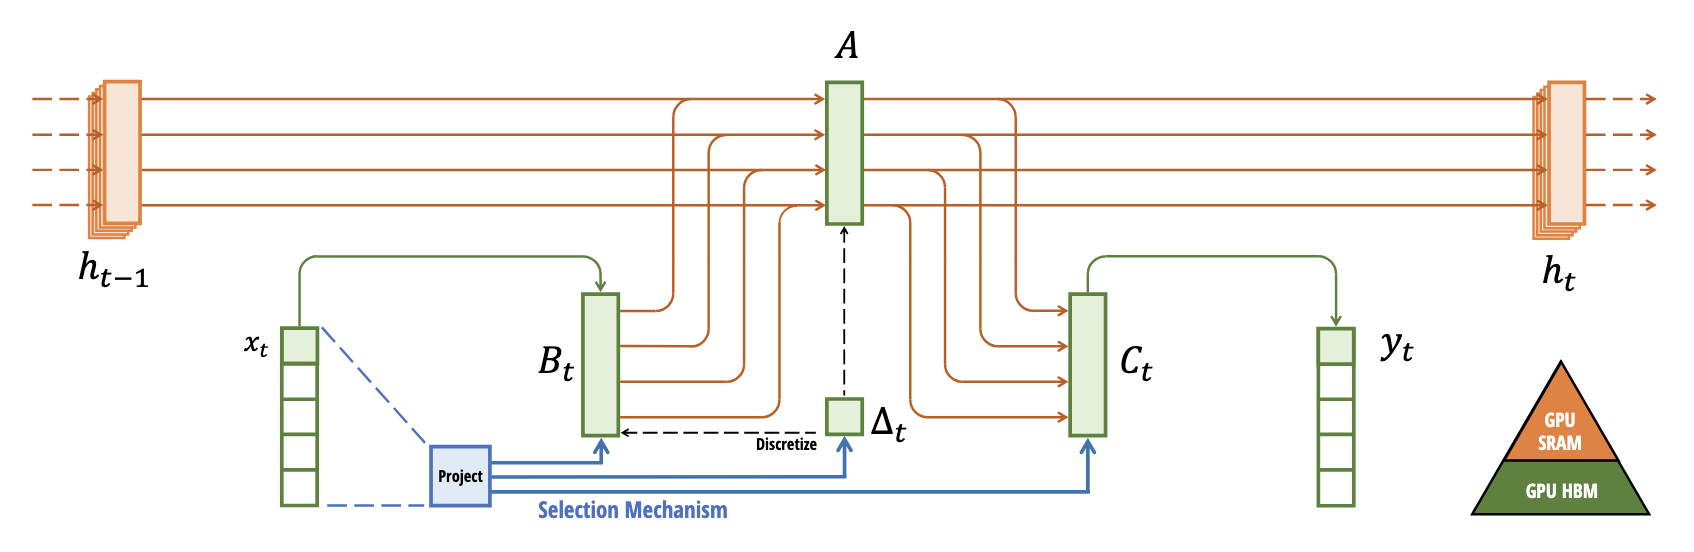 A
h_{t-1}
h_t
x_t
B_t
C_t
y_t
Δ_t
Discretize
Project
Selection Mechanism
GPU
SRAM
GPU HBM